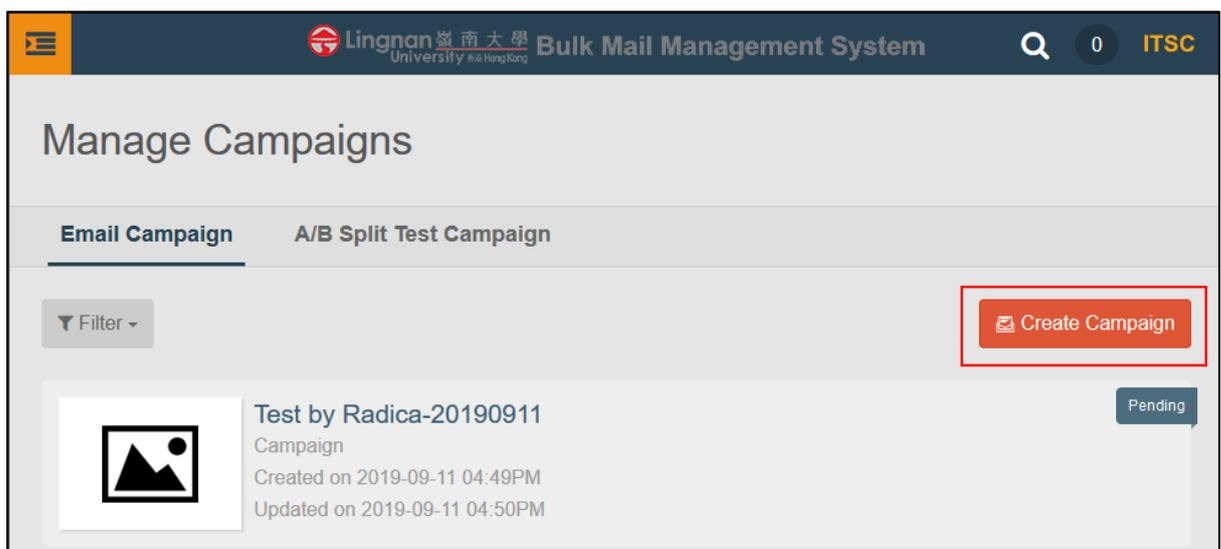 Lingnan 嶺南大學 Bulk Mail Management System 0 ITSC
University
Manage Campaigns
Email Campaign A/B Split Test Campaign
Filter Create Campaign
Test by Radica-20190911 Pending
Campaign
Created on 2019-09-11 04:49PM
Updated on 2019-09-11 04:50PM